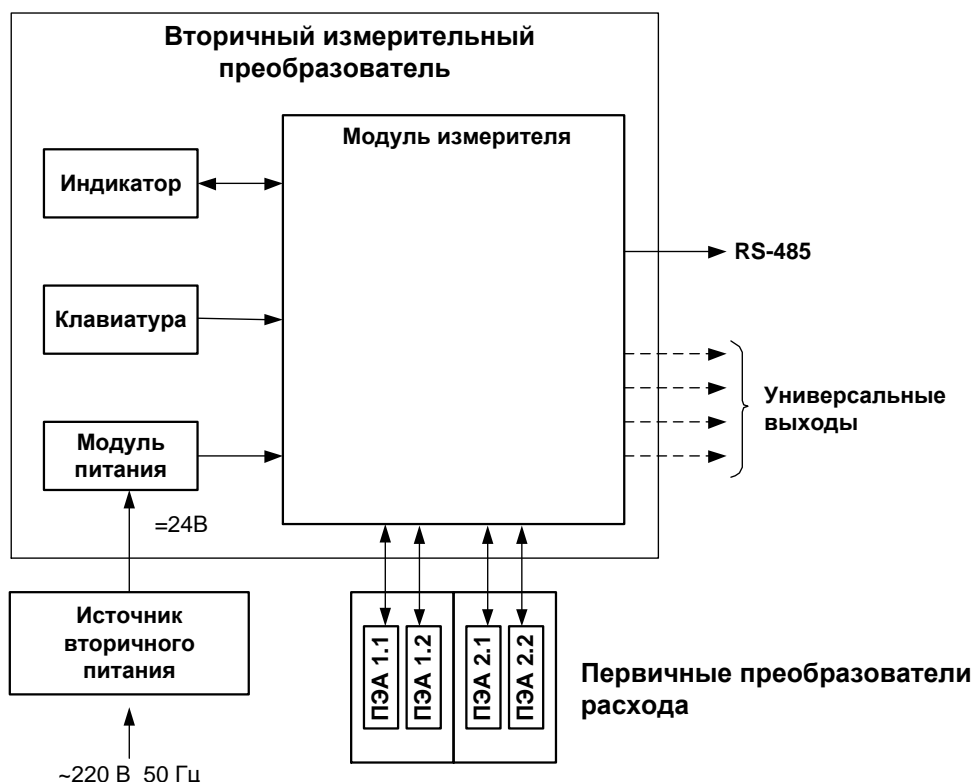 Вторичный измерительный
преобразователь
Модуль измерителя
Индикатор
RS-485
Клавиатура
Универсальные
выходы
Модуль
питания
=24В
Источник
вторичного
питания
ПЭА 1.1
ПЭА 1.2
ПЭА 2.1
ПЭА 2.2
Первичные преобразователи
расхода
~220 В 50 Гц